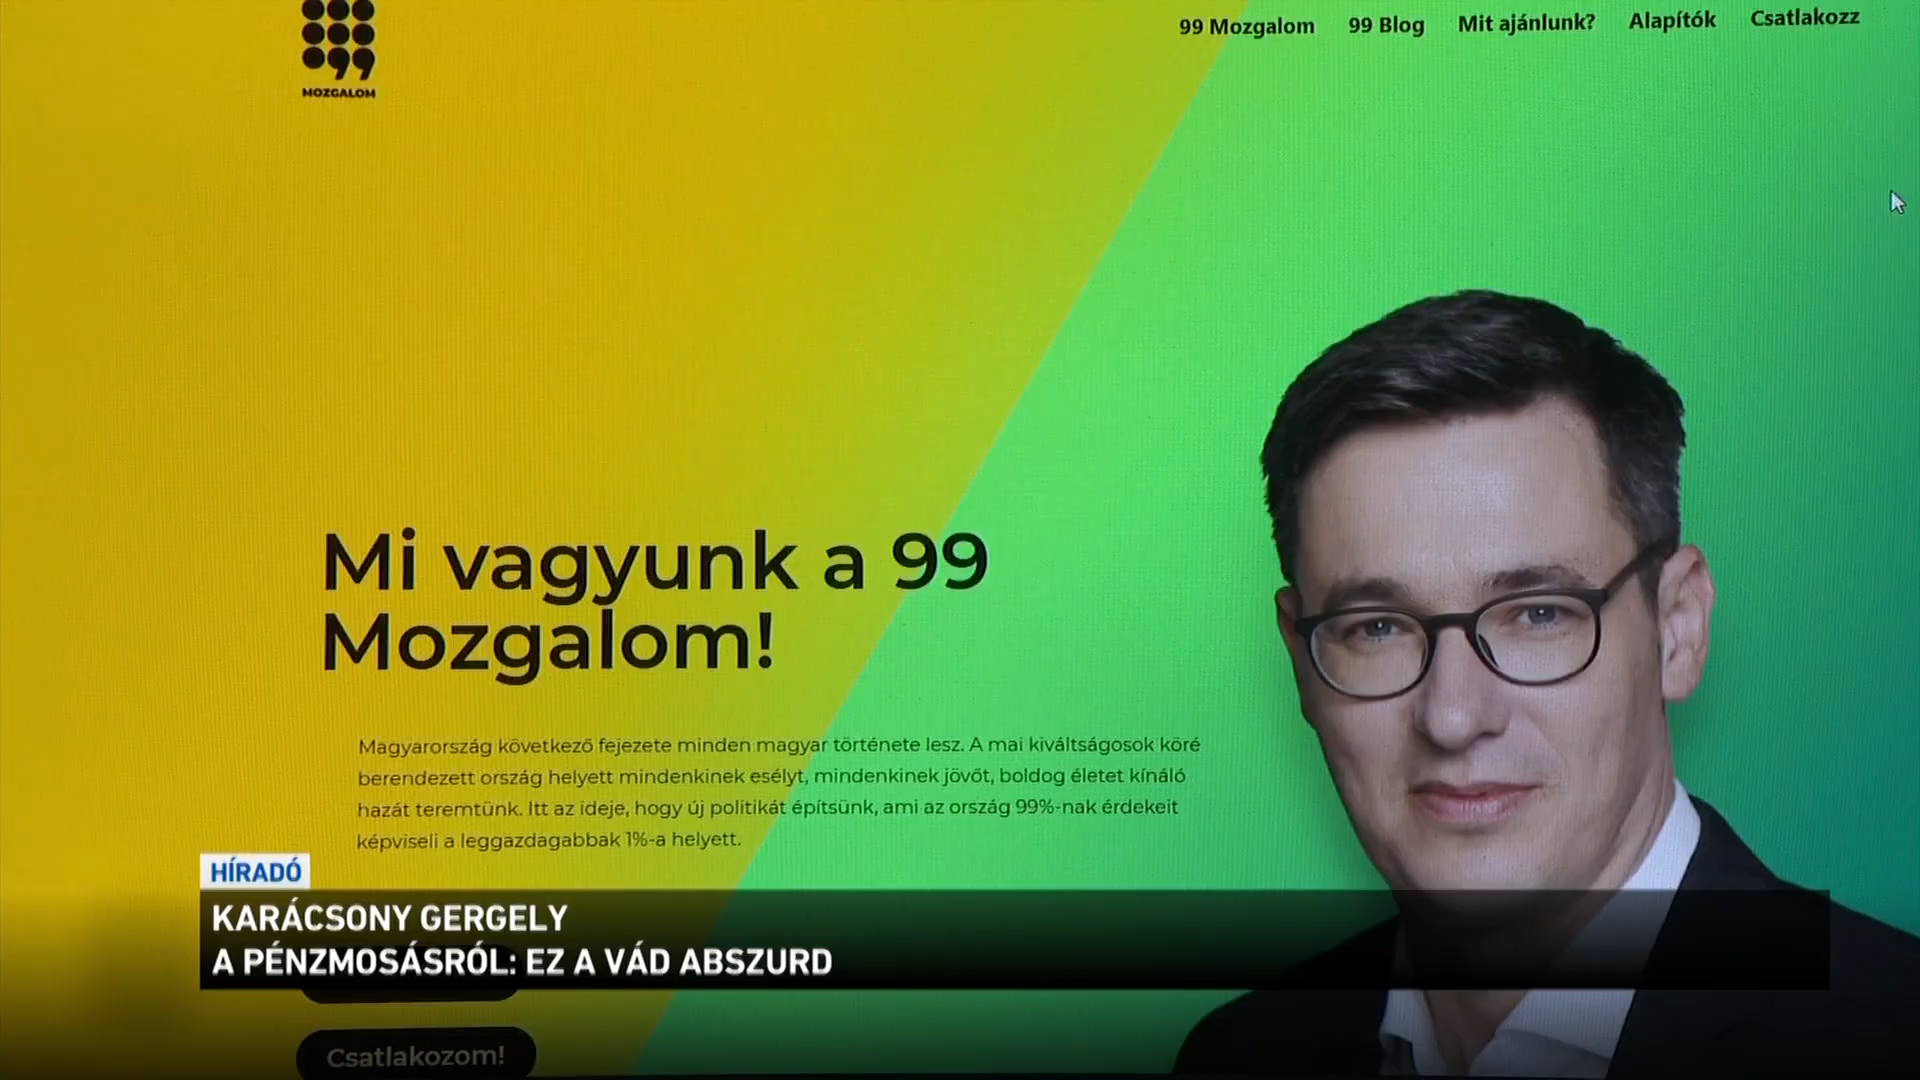 MOZGALOM
99 Mozgalom
99 Blog
Mit ajánlunk?
Alapítók
Csatlakozz
Mi vagyunk a 99
Mozgalom!
Magyarország következő fejezete minden magyar története lesz. A mai kiváltságosok köré
berendezett ország helyett mindenkinek esélyt, mindenkinek jövőt, boldog életet kínáló
hazát teremtünk. Itt az ideje, hogy új politikát építsünk, ami az ország 99%-nak érdekeit
képviseli a leggazdagabbak 1%-a helyett.
HÍRADÓ
KARÁCSONY GERGELY
A PÉNZMOSÁSRÓL: EZ A VÁD ABSZURD
Csatlakozom!